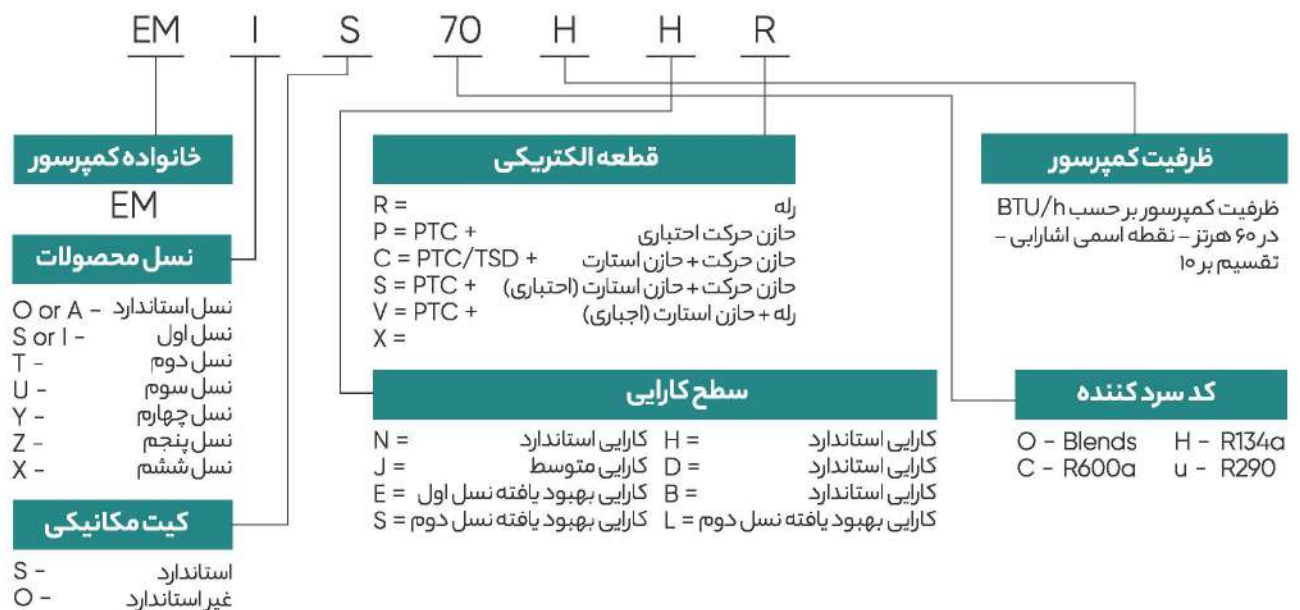 EM I S 70 H H R
خانواده کمپرسور
EM
نسل محصولات
O or A – نسل استاندارد
S or I – نسل اول
T – نسل دوم
U – نسل سوم
Y – نسل چهارم
Z – نسل پنجم
X – نسل ششم
کیت مکانیکی
S – استاندارد
O – غیر استاندارد
قطعه الکتریکی
R = رله
P = PTC + حازن حرکت احتباری
C = PTC/TSD + حازن حرکت + حازن استارت
S = PTC + حازن حرکت + حازن استارت (احتباری)
V = PTC + رله + حازن استارت (اجباری)
X =
سطح کارایی
N = کارایی استاندارد H = کارایی استاندارد
J = کارایی متوسط D = کارایی استاندارد
E = کارایی بهبود یافته نسل اول B = کارایی استاندارد
S = کارایی بهبود یافته نسل دوم L = کارایی بهبود یافته نسل دوم
ظرفیت کمپرسور
ظرفیت کمپرسور بر حسب BTU/h
در ۶۰ هرتز – نقطه اسمی اشارابی –
تقسیم بر ۱۰
کد سرد کننده
O – Blends H – R134a
C – R600a u – R290